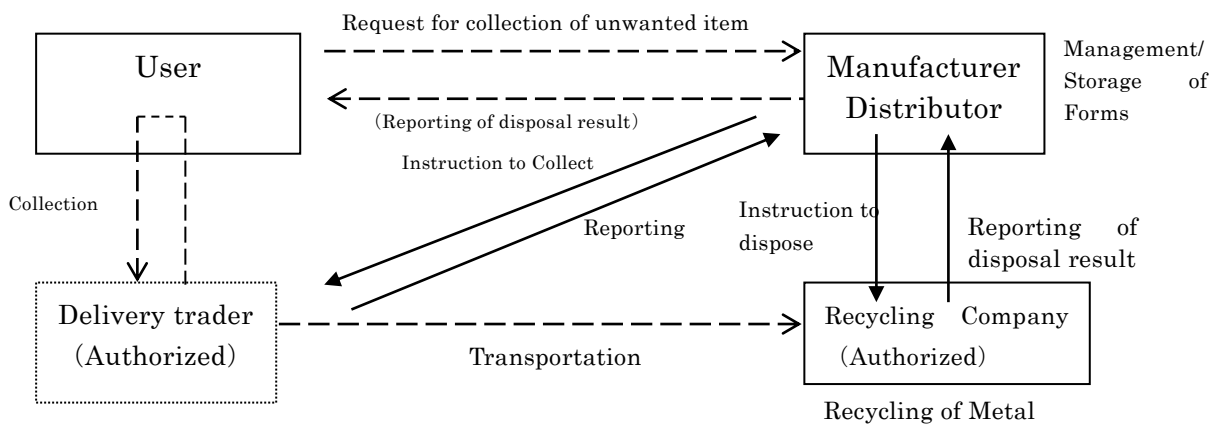 Request for collection of unwanted item
User
Manufacturer
Distributor
Management/
Storage of
Forms
(Reporting of disposal result)
Instruction to Collect
Collection
Reporting
Instruction to
dispose
Reporting of
disposal result
Delivery trader
(Authorized)
Transportation
Recycling Company
(Authorized)
Recycling of Metal